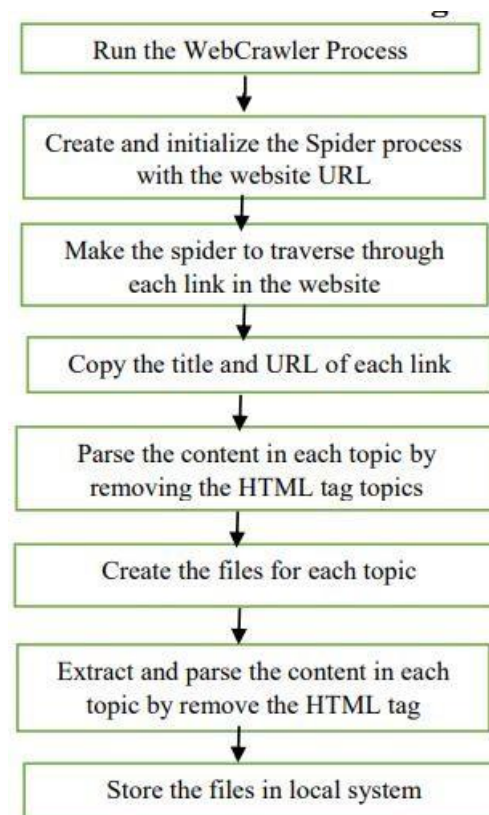 Run the WebCrawler Process
Create and initialize the Spider process
with the website URL
Make the spider to traverse through
each link in the website
Copy the title and URL of each link
Parse the content in each topic by
removing the HTML tag topics
Create the files for each topic
Extract and parse the content in each
topic by remove the HTML tag
Store the files in local system